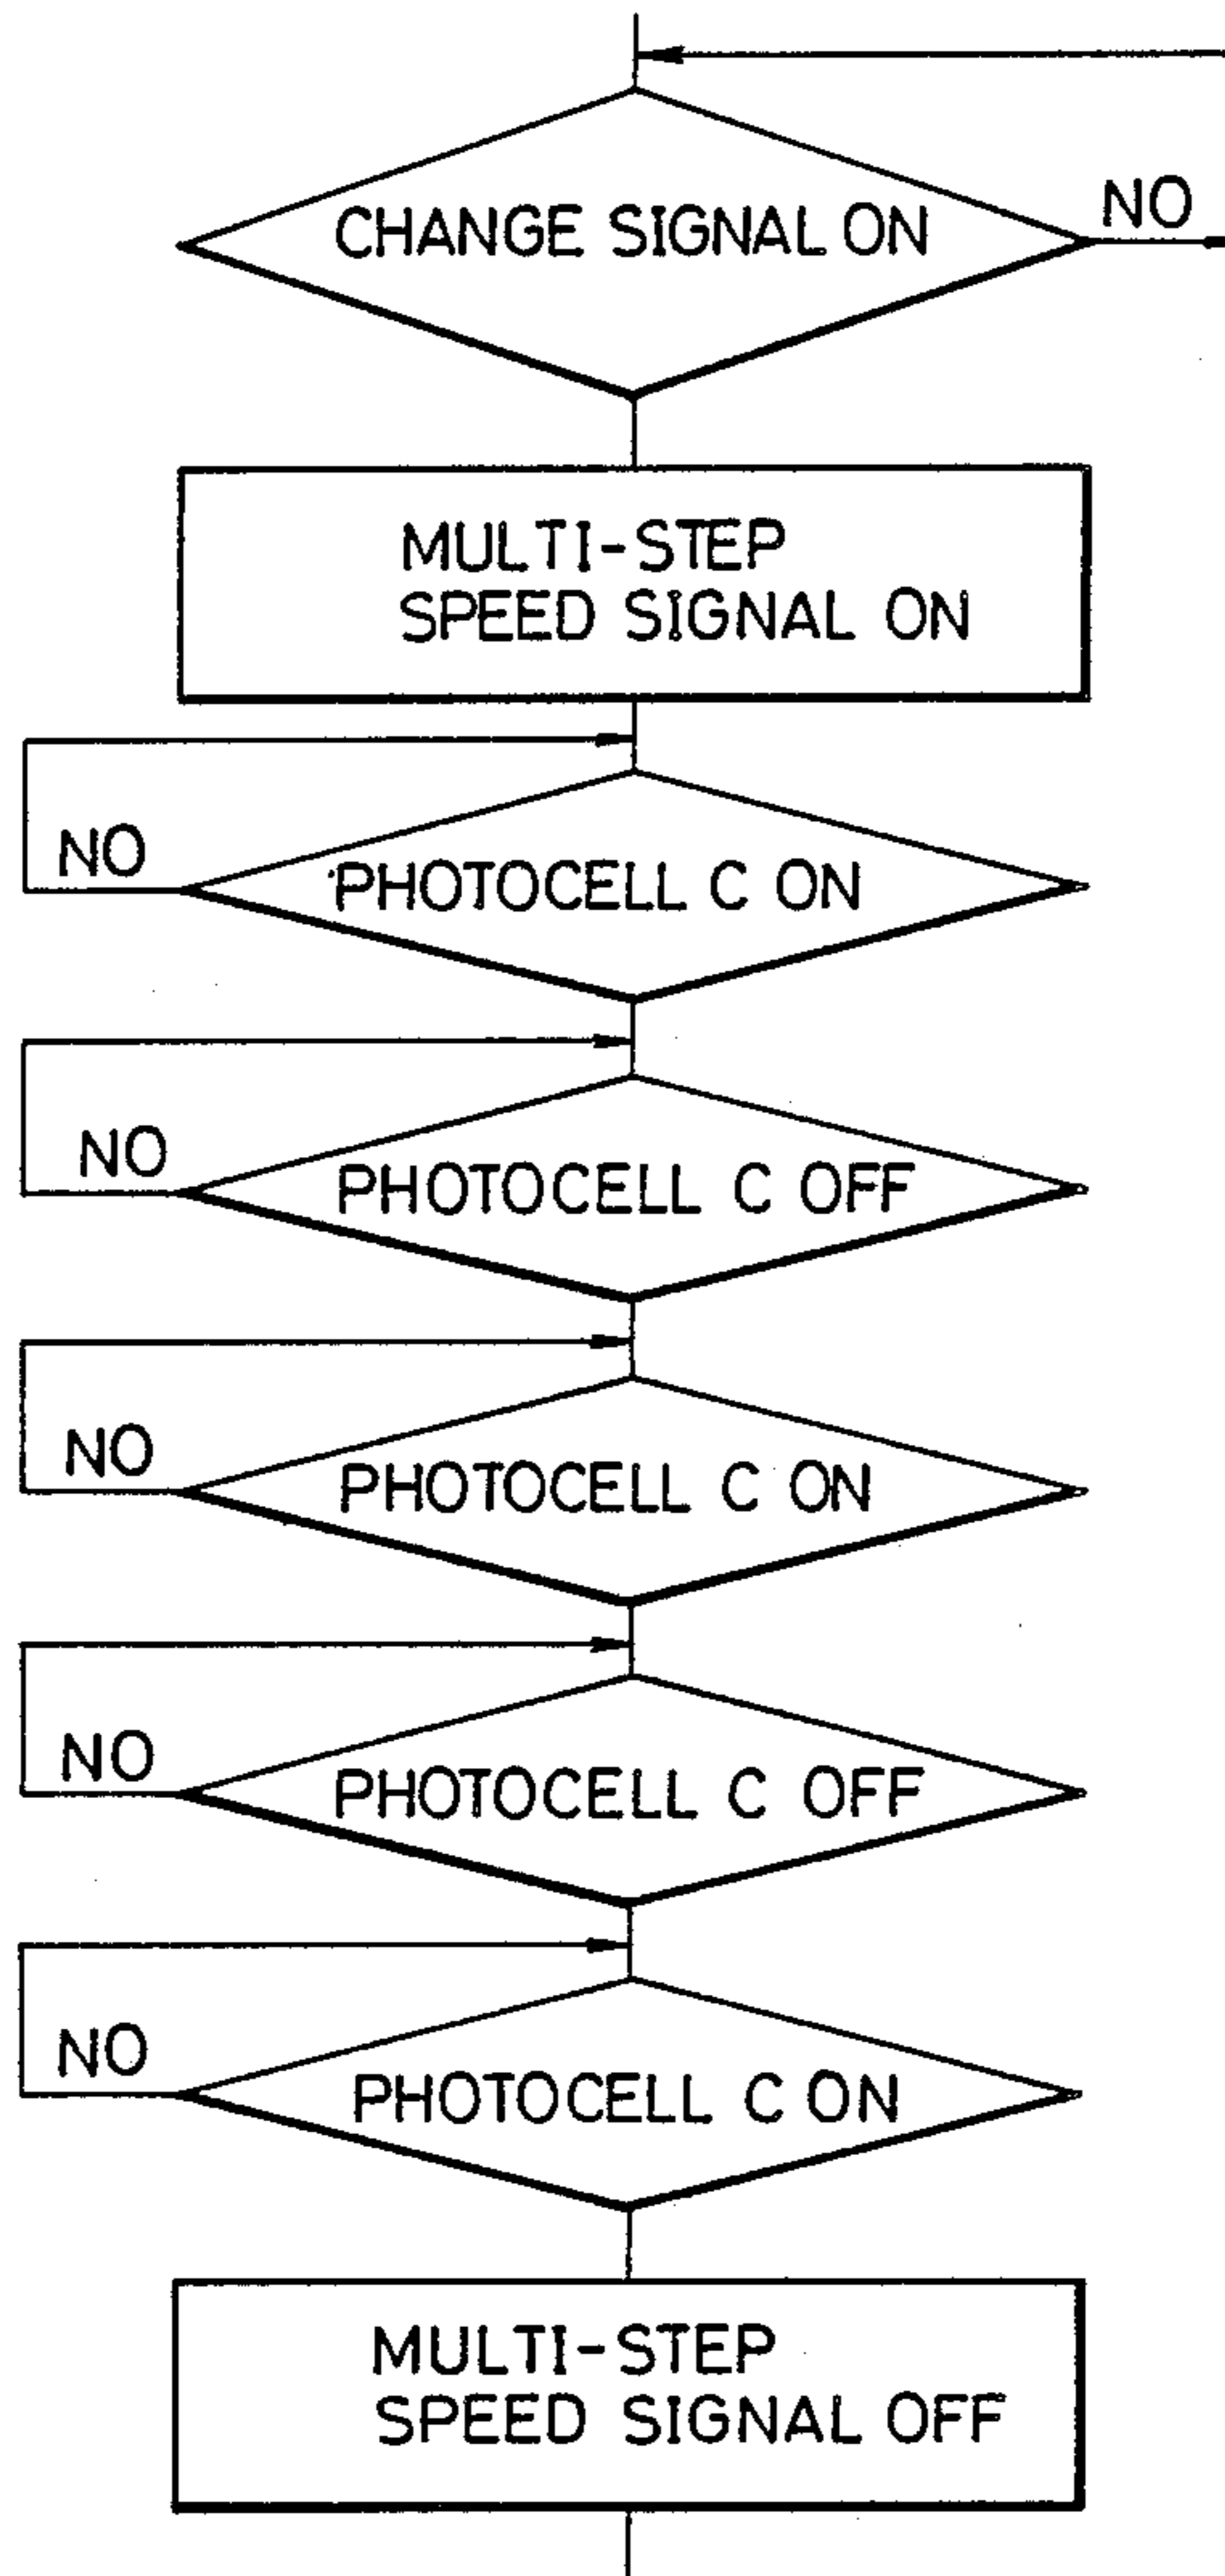 CHANGE SIGNAL ON
NO
MULTI-STEP
SPEED SIGNAL ON
NO
PHOTOCELL C ON
NO
PHOTOCELL C OFF
NO
PHOTOCELL C ON
NO
PHOTOCELL C OFF
NO
PHOTOCELL C ON
MULTI-STEP
SPEED SIGNAL OFF